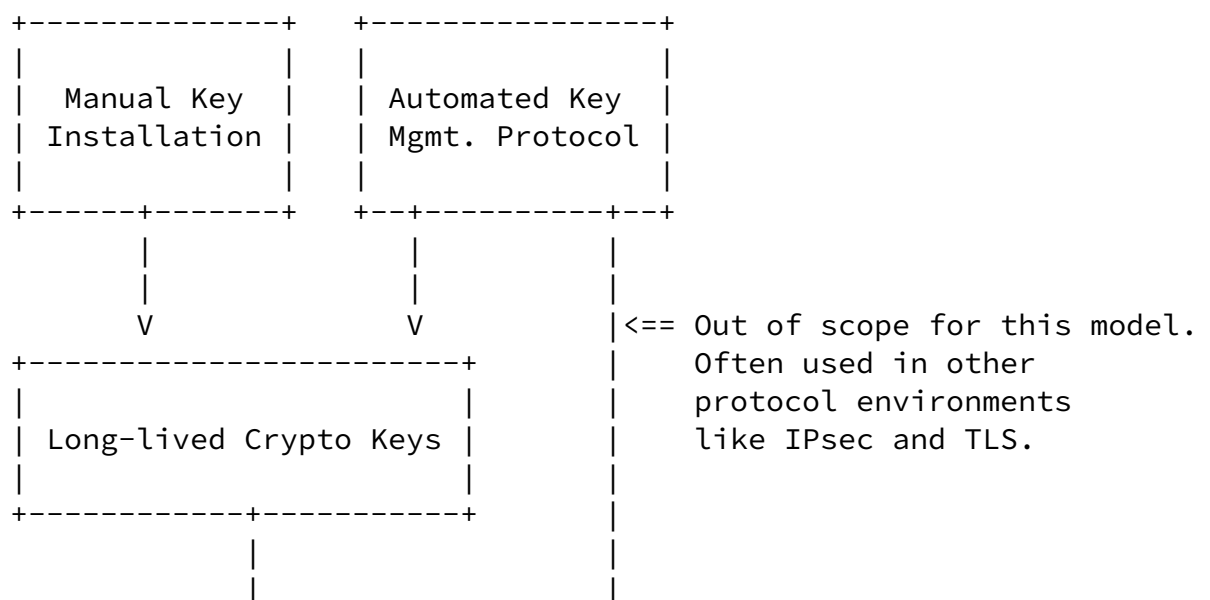 Manual Key
Installation
Automated Key
Mgmt. Protocol
V
V
<== Out of scope for this model.
Often used in other
protocol environments
like IPsec and TLS.
Long-lived Crypto Keys